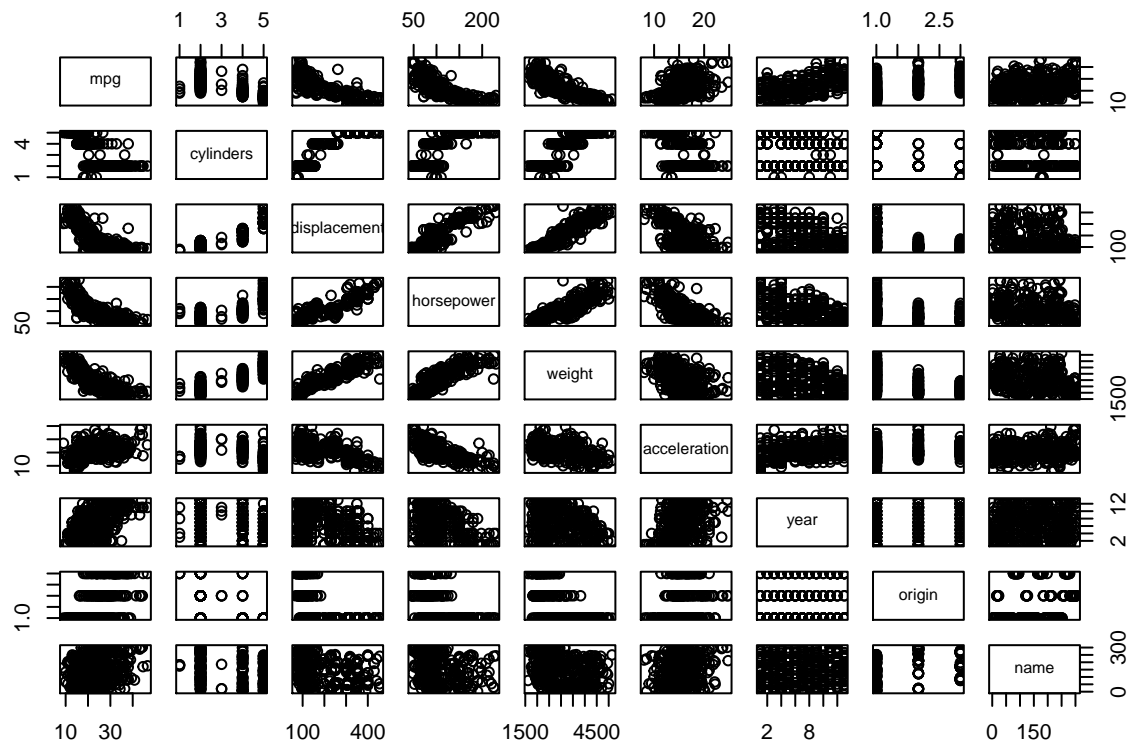 1 3 5 50 200 10 20 1.0 2.5
mpg 10
1 4 cylinders
displacement 100
50 horsepower
weight 1500
10 acceleration
year 2 12
1.0 origin
name 0 300
10 30 100 400 1500 4500 2 8 0 150